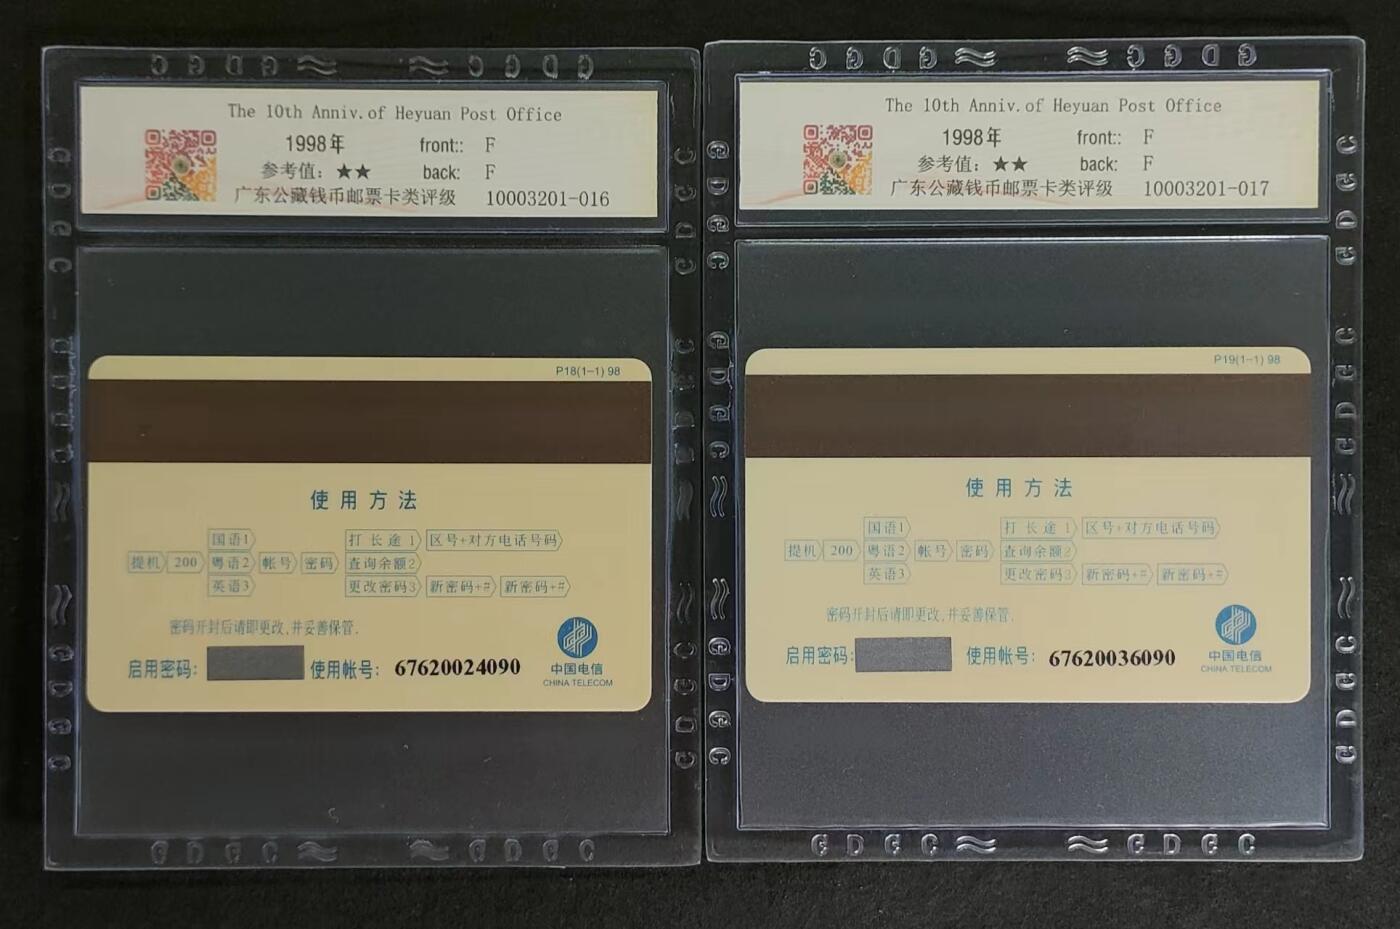 The 10th Anniv.of Heyuan Post Office
1998年 front:: F
参考值：★★ back: F
广东公藏钱币邮票卡类评级 10003201-016
P18(1-1) 98
使用方法
国语1 打长途1 区号+对方电话号码
提机 200 粤语2 帐号 密码 查询余额2
英语3 更改密码3 新密码+# 新密码+#
密码开封后请即更改,并妥善保管.
启用密码: 使用帐号: 67620024090
中国电信
CHINA TELECOM
The 10th Anniv.of Heyuan Post Office
1998年 front:: F
参考值：★★ back: F
广东公藏钱币邮票卡类评级 10003201-017
P19(1-1) 98
使用方法
国语1 打长途1 区号+对方电话号码
提机 200 粤语2 帐号 密码 查询余额2
英语3 更改密码3 新密码+# 新密码+#
密码开封后请即更改,并妥善保管.
启用密码: 使用帐号: 67620036090
中国电信
CHINA TELECOM